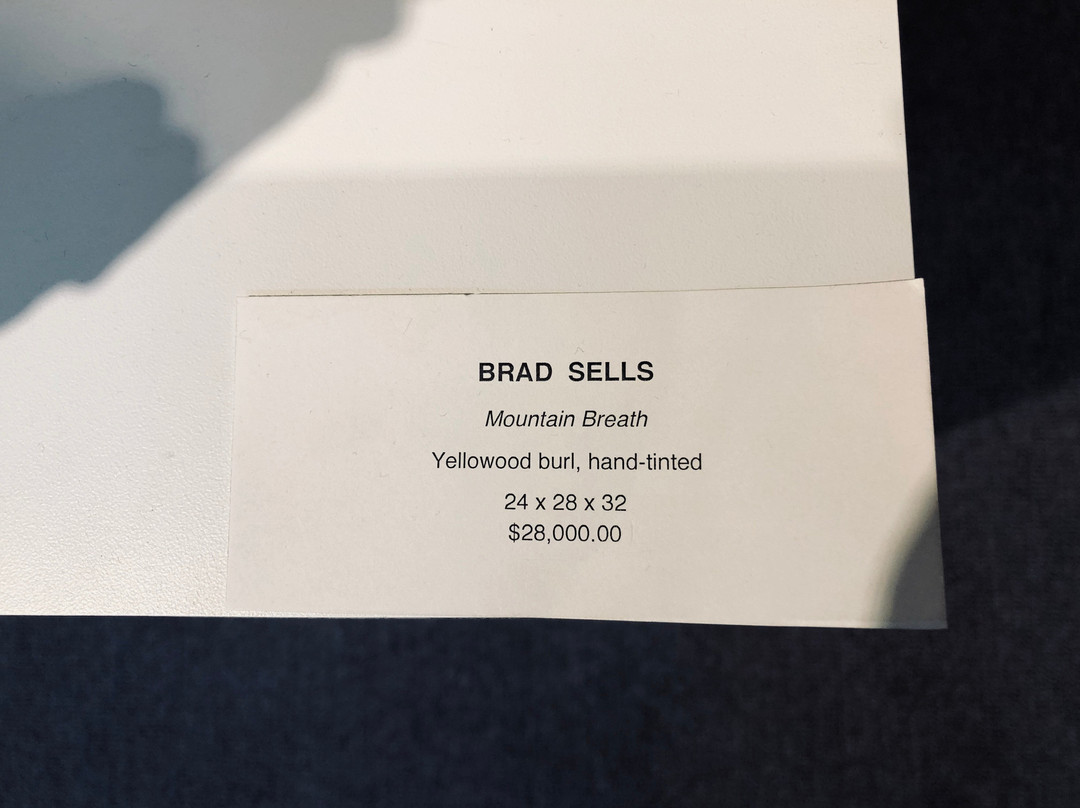 BRAD SELLS
Mountain Breath
Yellowood burl, hand-tinted
24 x 28 x 32
$28,000.00